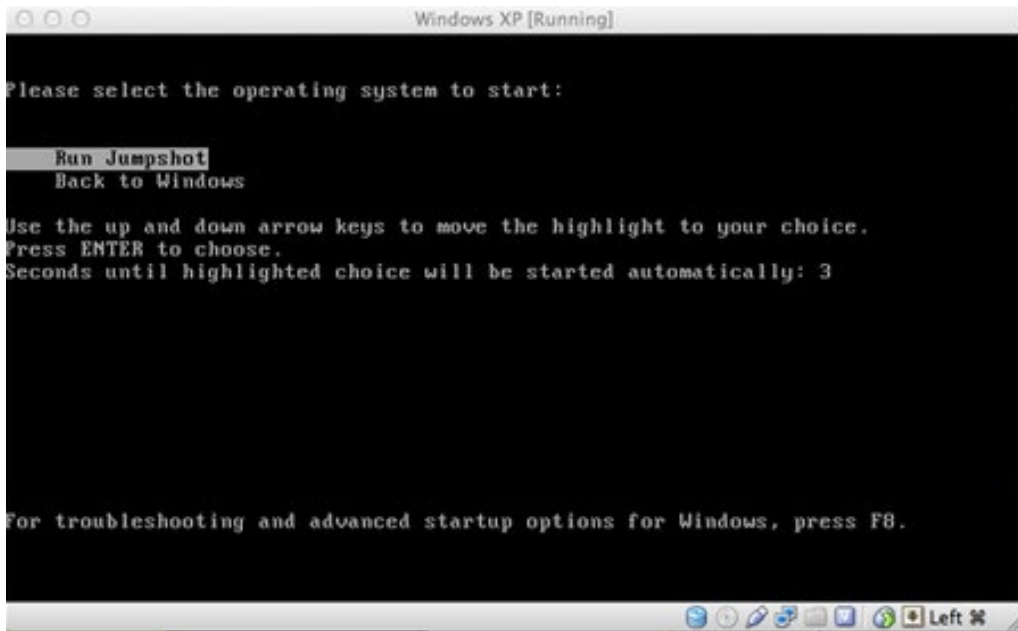 Windows XP [Running]
Please select the operating system to start:
Run Jumpshot
Back to Windows
Use the up and down arrow keys to move the highlight to your choice.
Press ENTER to choose.
Seconds until highlighted choice will be started automatically: 3
For troubleshooting and advanced startup options for Windows, press F8.
Left ⌘